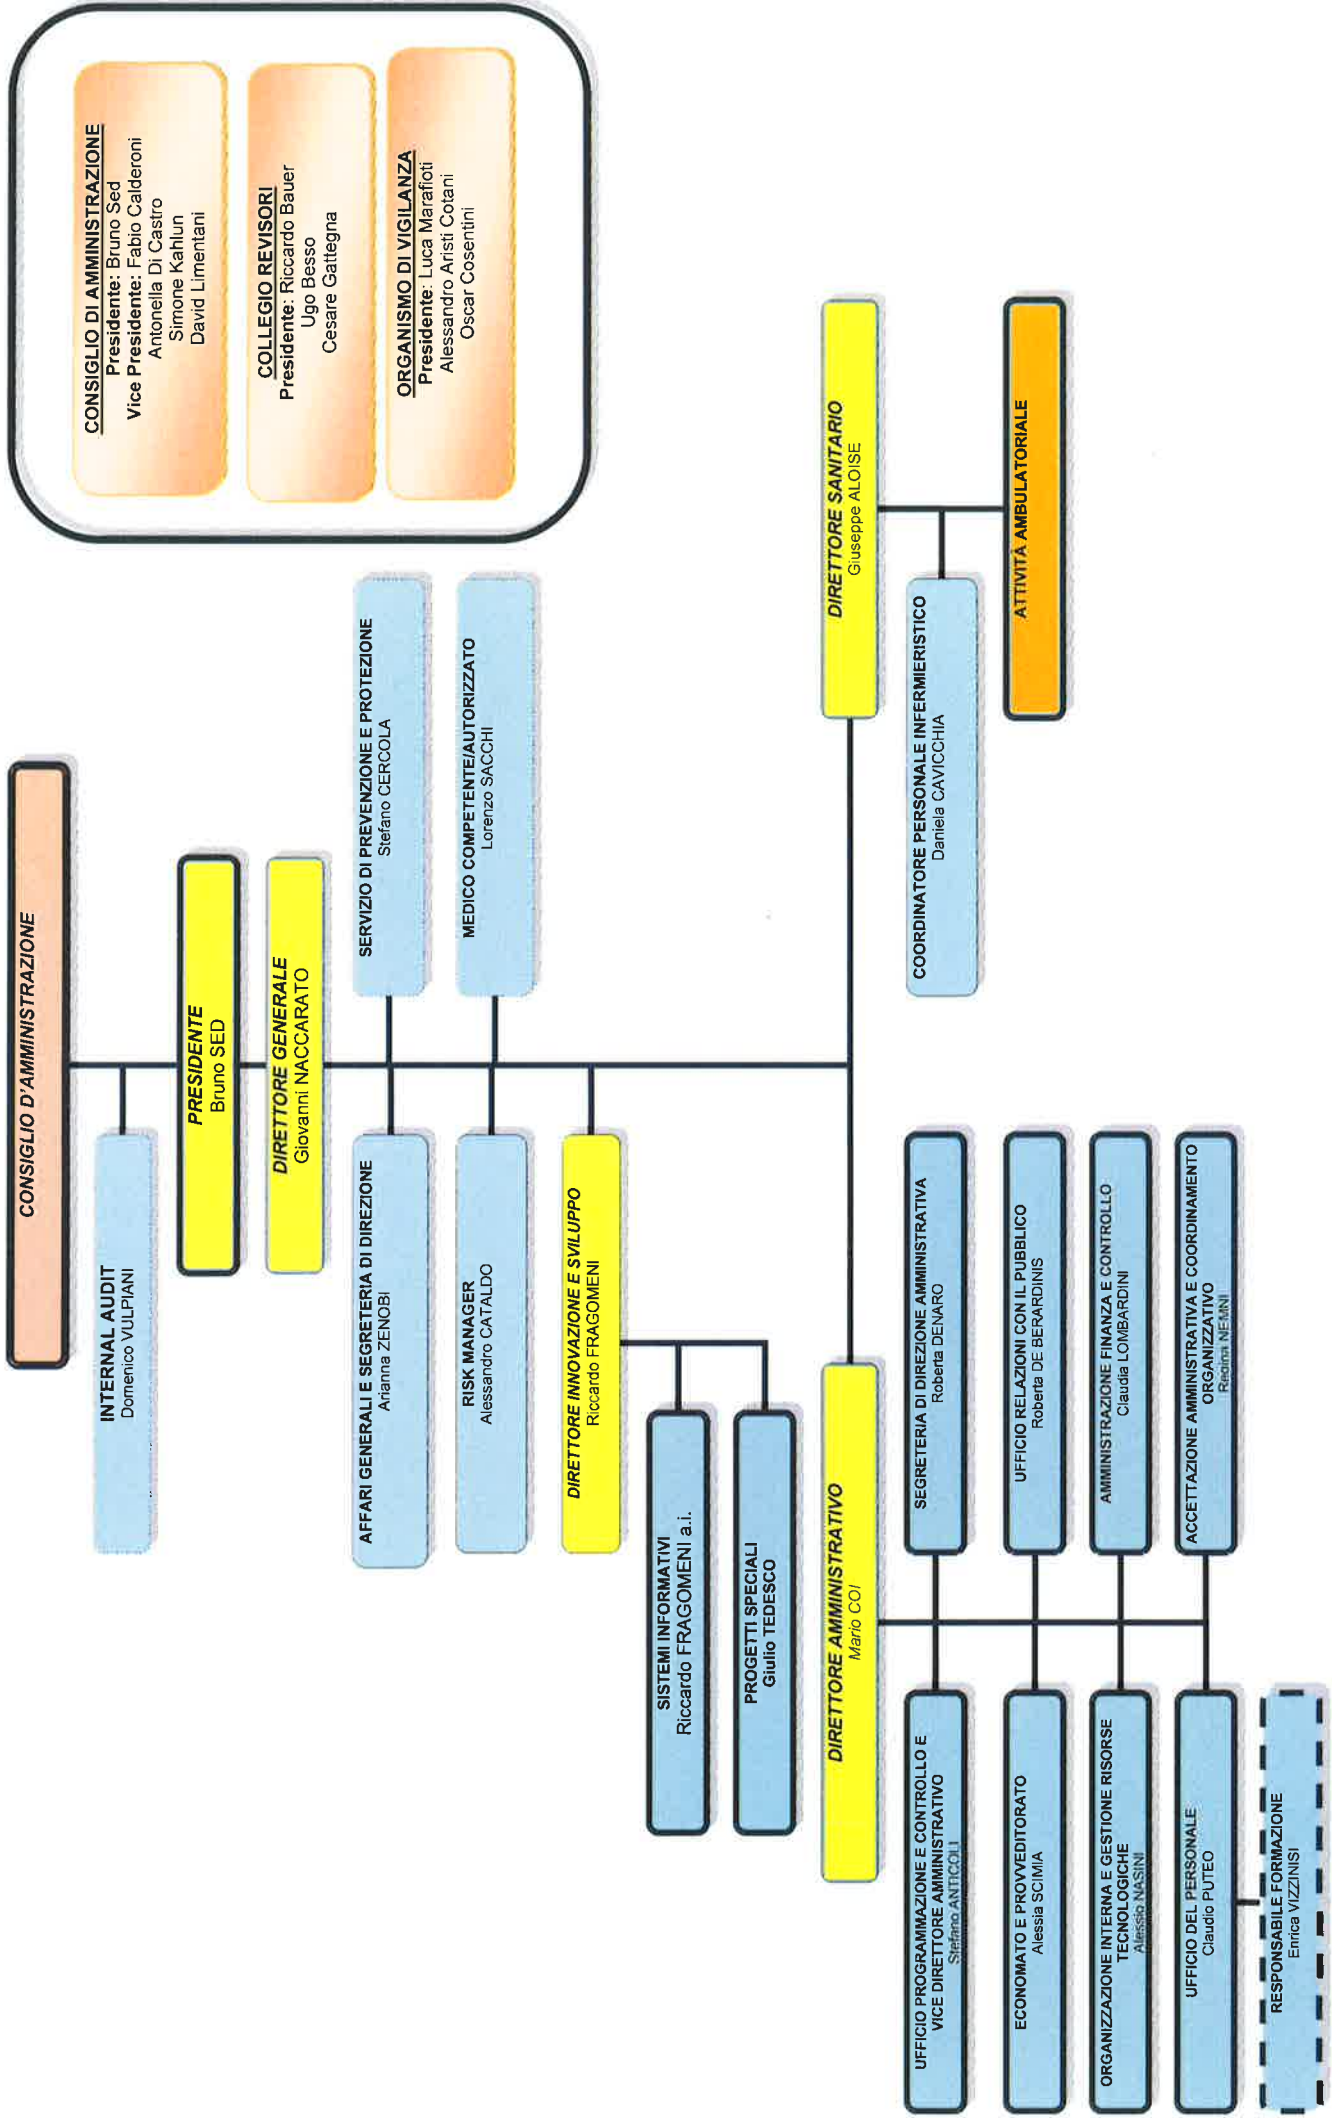 CONSIGLIO D'AMMINISTRAZIONE
CONSIGLIO DI AMMINISTRAZIONE
Presidente: Bruno Sed
Vice Presidente: Fabio Calderoni
Antonella Di Castro
Simone Kahlun
David Limentani
COLLEGIO REVISORI
Presidente: Riccardo Bauer
Ugo Besso
Cesare Gattegna
ORGANISMO DI VIGILANZA
Presidente: Luca Marafioti
Alessandro Aristi Cotani
Oscar Cosentini
INTERNAL AUDIT
Domenico VULPIANI
PRESIDENTE
Bruno SED
DIRETTORE GENERALE
Giovanni NACCARATO
AFFARI GENERALI E SEGRETERIA DI DIREZIONE
Arianna ZENOBI
SERVIZIO DI PREVENZIONE E PROTEZIONE
Stefano CERCOLA
RISK MANAGER
Alessandro CATALDO
MEDICO COMPETENTE/AUTORIZZATO
Lorenzo SACCHI
DIRETTORE INNOVAZIONE E SVILUPPO
Riccardo FRAGOMENI
SISTEMI INFORMATIVI
Riccardo FRAGOMENI a.i.
PROGETTI SPECIALI
Giulio TEDESCO
DIRETTORE AMMINISTRATIVO
Mario COI
DIRETTORE SANITARIO
Giuseppe ALOISE
UFFICIO PROGRAMMAZIONE E CONTROLLO E
VICE DIRETTORE AMMINISTRATIVO
Stefano ANTICOLI
SEGRETERIA DI DIREZIONE AMMINISTRATIVA
Roberta DENARO
COORDINATORE PERSONALE INFERMIERISTICO
Daniela CAVICCHIA
ECONOMATO E PROVVEDITORATO
Alessia SCIMIA
UFFICIO RELAZIONI CON IL PUBBLICO
Roberta DE BERARDINIS
ATTIVITÀ AMBULATORIALE
ORGANIZZAZIONE INTERNA E GESTIONE RISORSE
TECNOLOGICHE
Alessio NASINI
AMMINISTRAZIONE FINANZA E CONTROLLO
Claudia LOMBARDINI
UFFICIO DEL PERSONALE
Claudio PUTEO
ACCETTAZIONE AMMINISTRATIVA E COORDINAMENTO
ORGANIZZATIVO
Regina NEMNI
RESPONSABILE FORMAZIONE
Enrica VIZZINISI